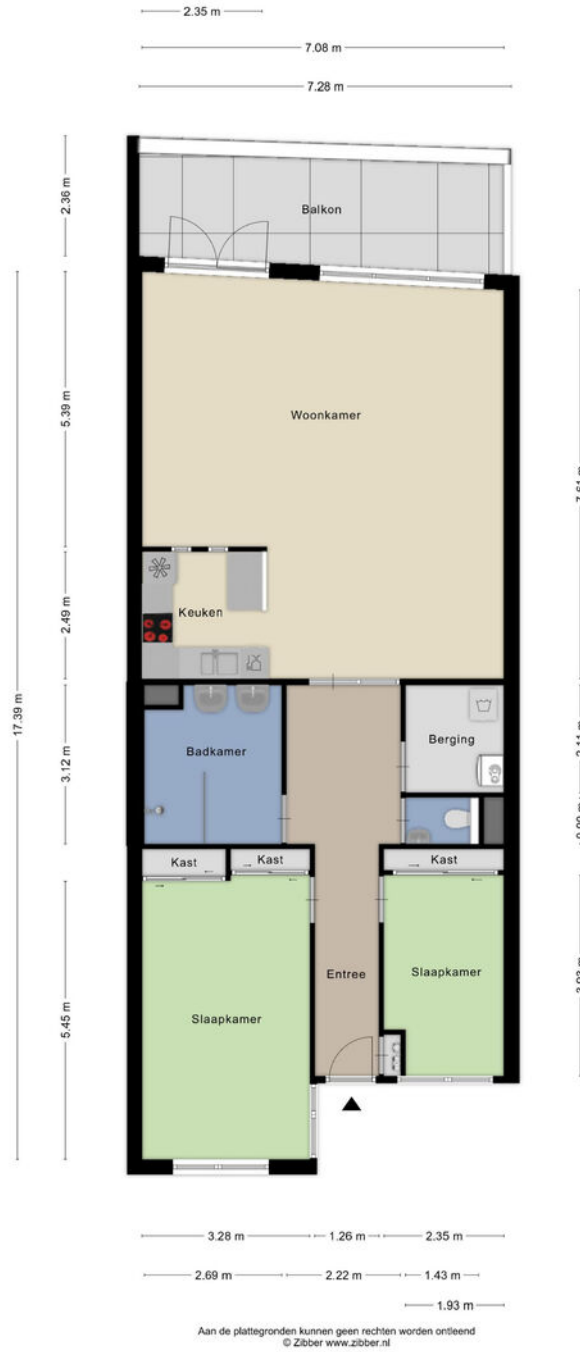 2.35 m
7.08 m
7.28 m
2.36 m
Balkon
5.39 m
Woonkamer
2.49 m
Keuken
17.39 m
3.12 m
Badkamer
Berging
Kast
Kast
Kast
5.45 m
Slaapkamer
Entree
Slaapkamer
3.28 m
1.26 m
2.35 m
2.69 m
2.22 m
1.43 m
1.93 m
Aan de plattegronden kunnen geen rechten worden ontleend
© Zibber www.zibber.nl